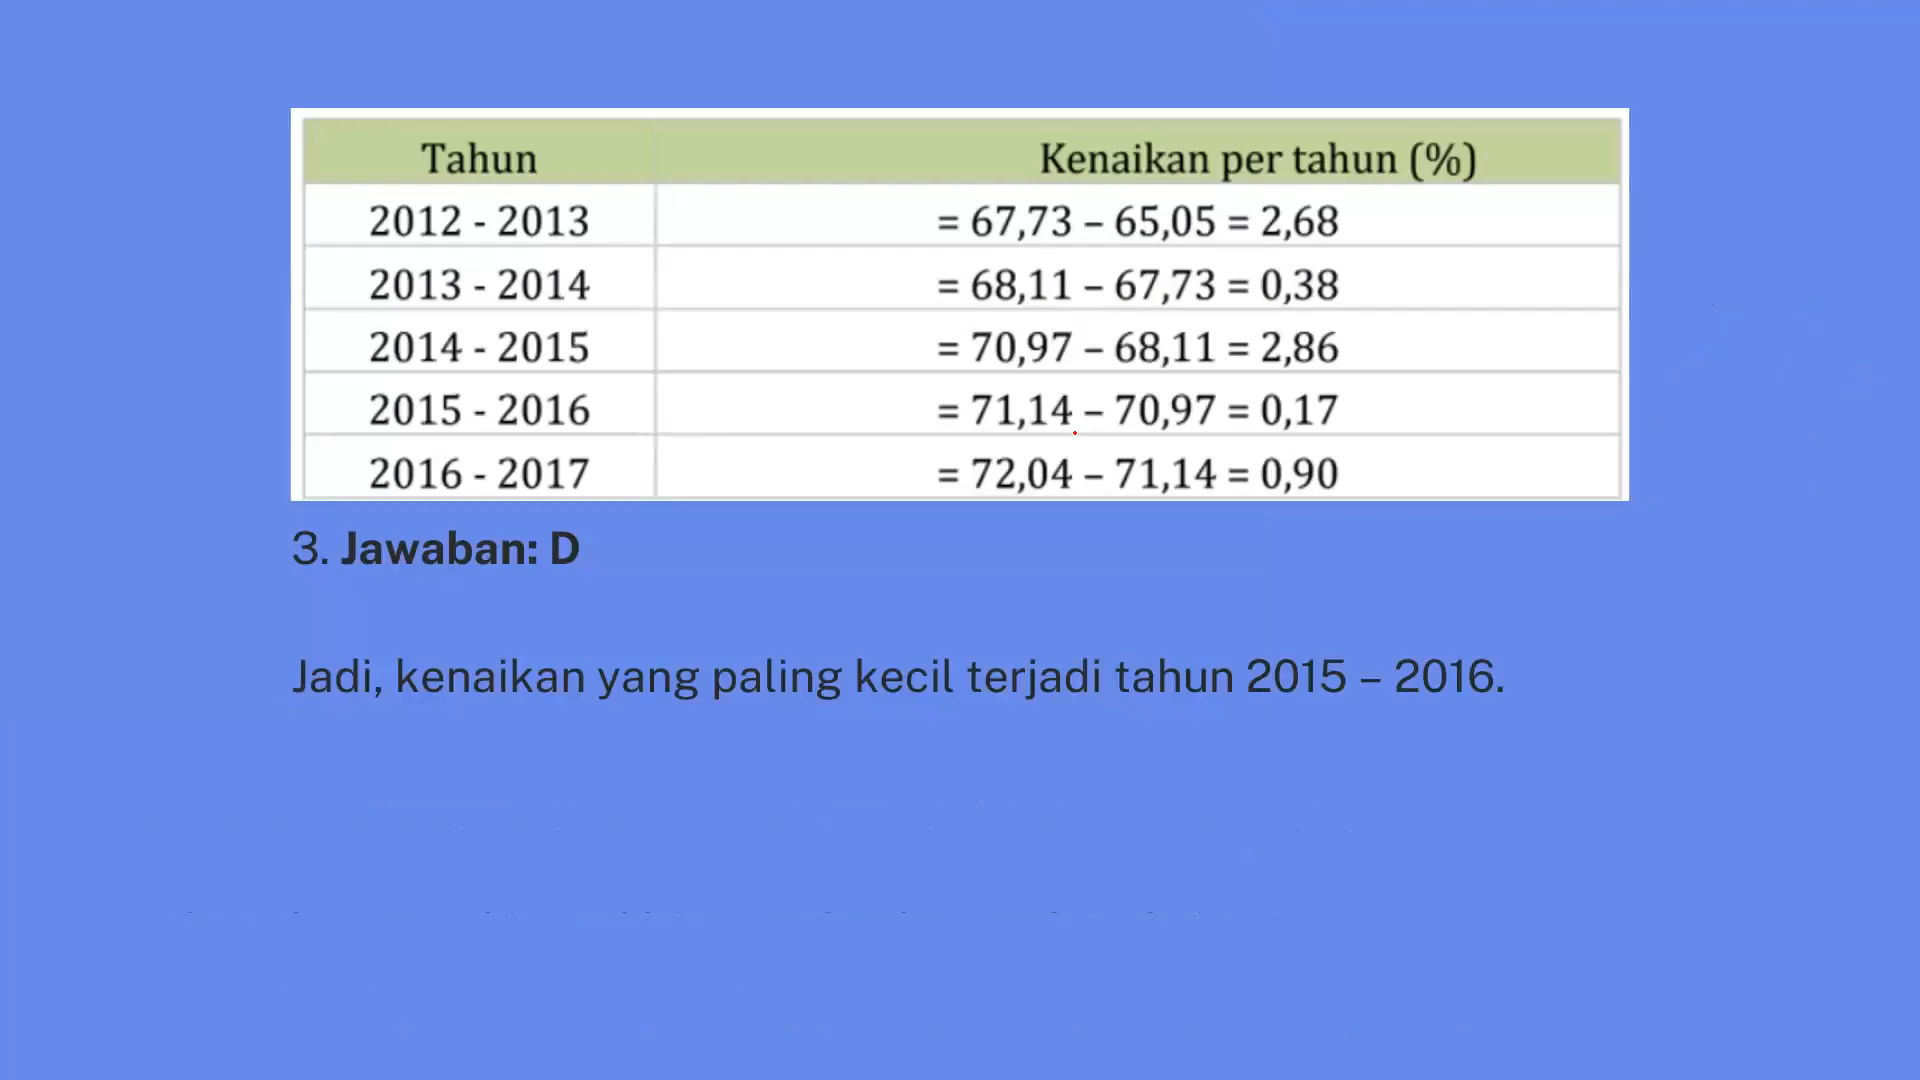 Tahun Kenaikan per tahun (%)
2012 - 2013 = 67,73 – 65,05 = 2,68
2013 - 2014 = 68,11 – 67,73 = 0,38
2014 - 2015 = 70,97 – 68,11 = 2,86
2015 - 2016 = 71,14 – 70,97 = 0,17
2016 - 2017 = 72,04 – 71,14 = 0,90
3. Jawaban: D
Jadi, kenaikan yang paling kecil terjadi tahun 2015 – 2016.